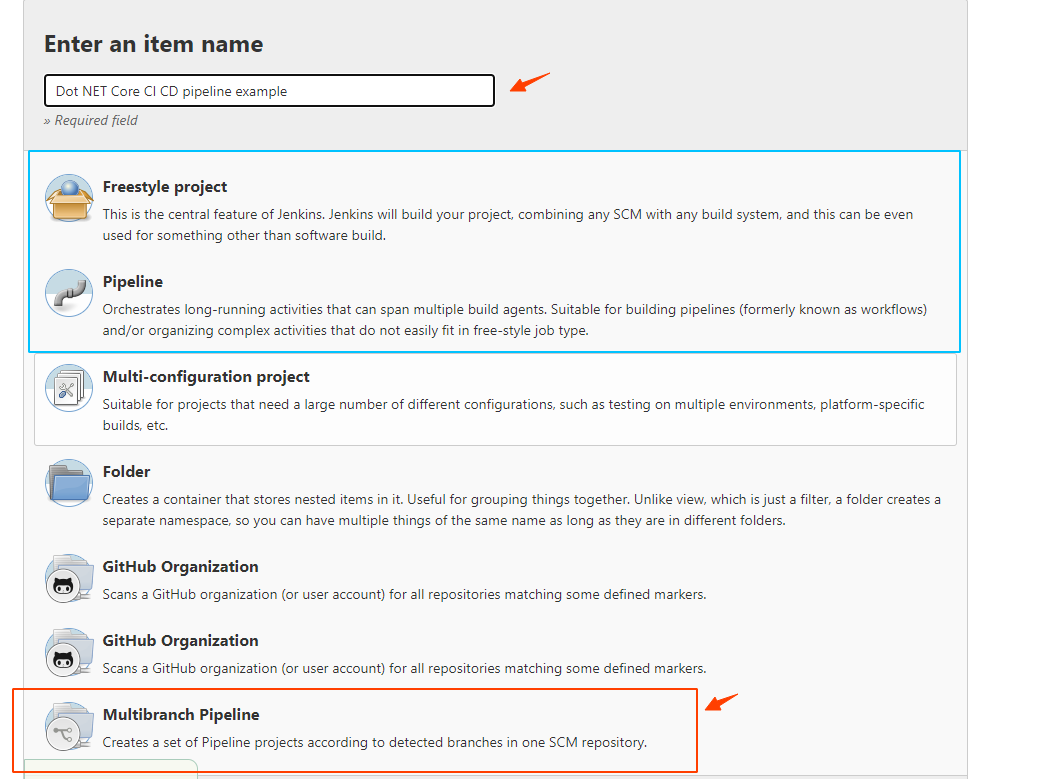 Enter an item name
Dot NET Core CI CD pipeline example
» Required field
Freestyle project
This is the central feature of Jenkins. Jenkins will build your project, combining any SCM with any build system, and this can be even
used for something other than software build.
Pipeline
Orchestrates long-running activities that can span multiple build agents. Suitable for building pipelines (formerly known as workflows)
and/or organizing complex activities that do not easily fit in free-style job type.
Multi-configuration project
Suitable for projects that need a large number of different configurations, such as testing on multiple environments, platform-specific
builds, etc.
Folder
Creates a container that stores nested items in it. Useful for grouping things together. Unlike view, which is just a filter, a folder creates a
separate namespace, so you can have multiple things of the same name as long as they are in different folders.
GitHub Organization
Scans a GitHub organization (or user account) for all repositories matching some defined markers.
GitHub Organization
Scans a GitHub organization (or user account) for all repositories matching some defined markers.
Multibranch Pipeline
Creates a set of Pipeline projects according to detected branches in one SCM repository.